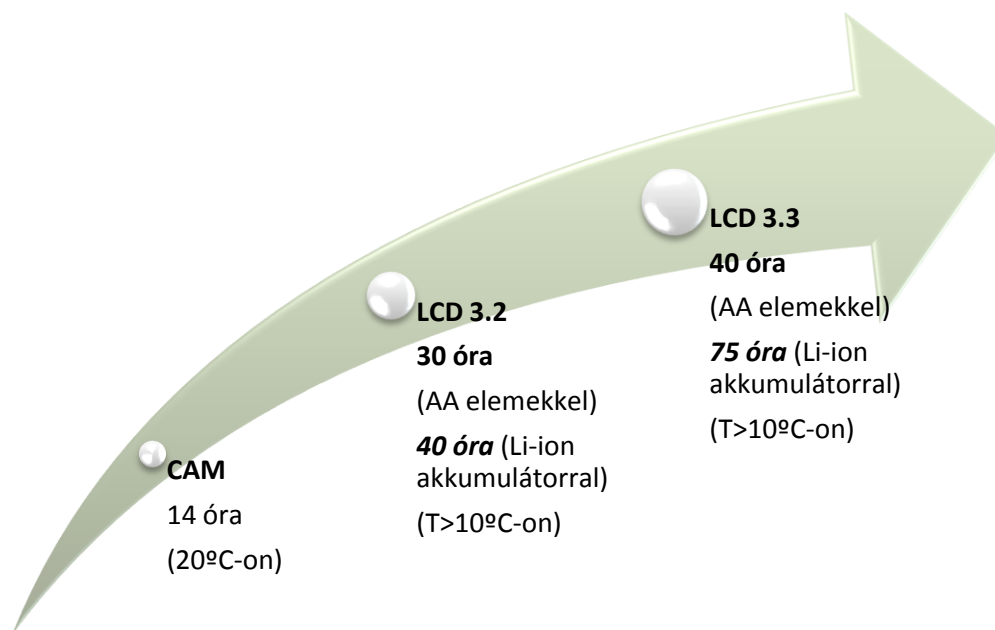 LCD 3.3
40 óra
(AA elemekkel)
75 óra (Li-ion
akkumulátorral)
(T>10ºC-on)
LCD 3.2
30 óra
(AA elemekkel)
40 óra (Li-ion
akkumulátorral)
(T>10ºC-on)
CAM
14 óra
(20ºC-on)